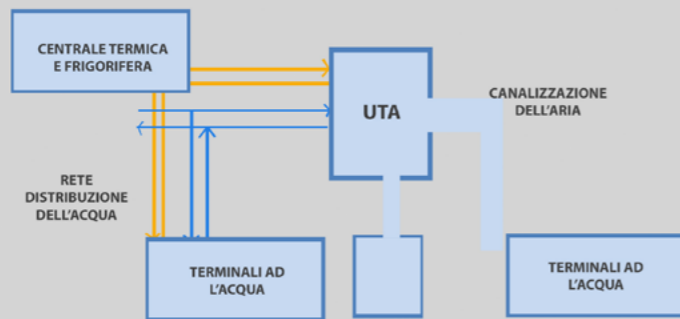 CENTRALE TERMICA
E FRIGORIFERA
UTA
CANALIZZAZIONE
DELL'ARIA
RETE
DISTRIBUZIONE
DELL'ACQUA
TERMINALI AD
L'ACQUA
TERMINALI AD
L'ACQUA